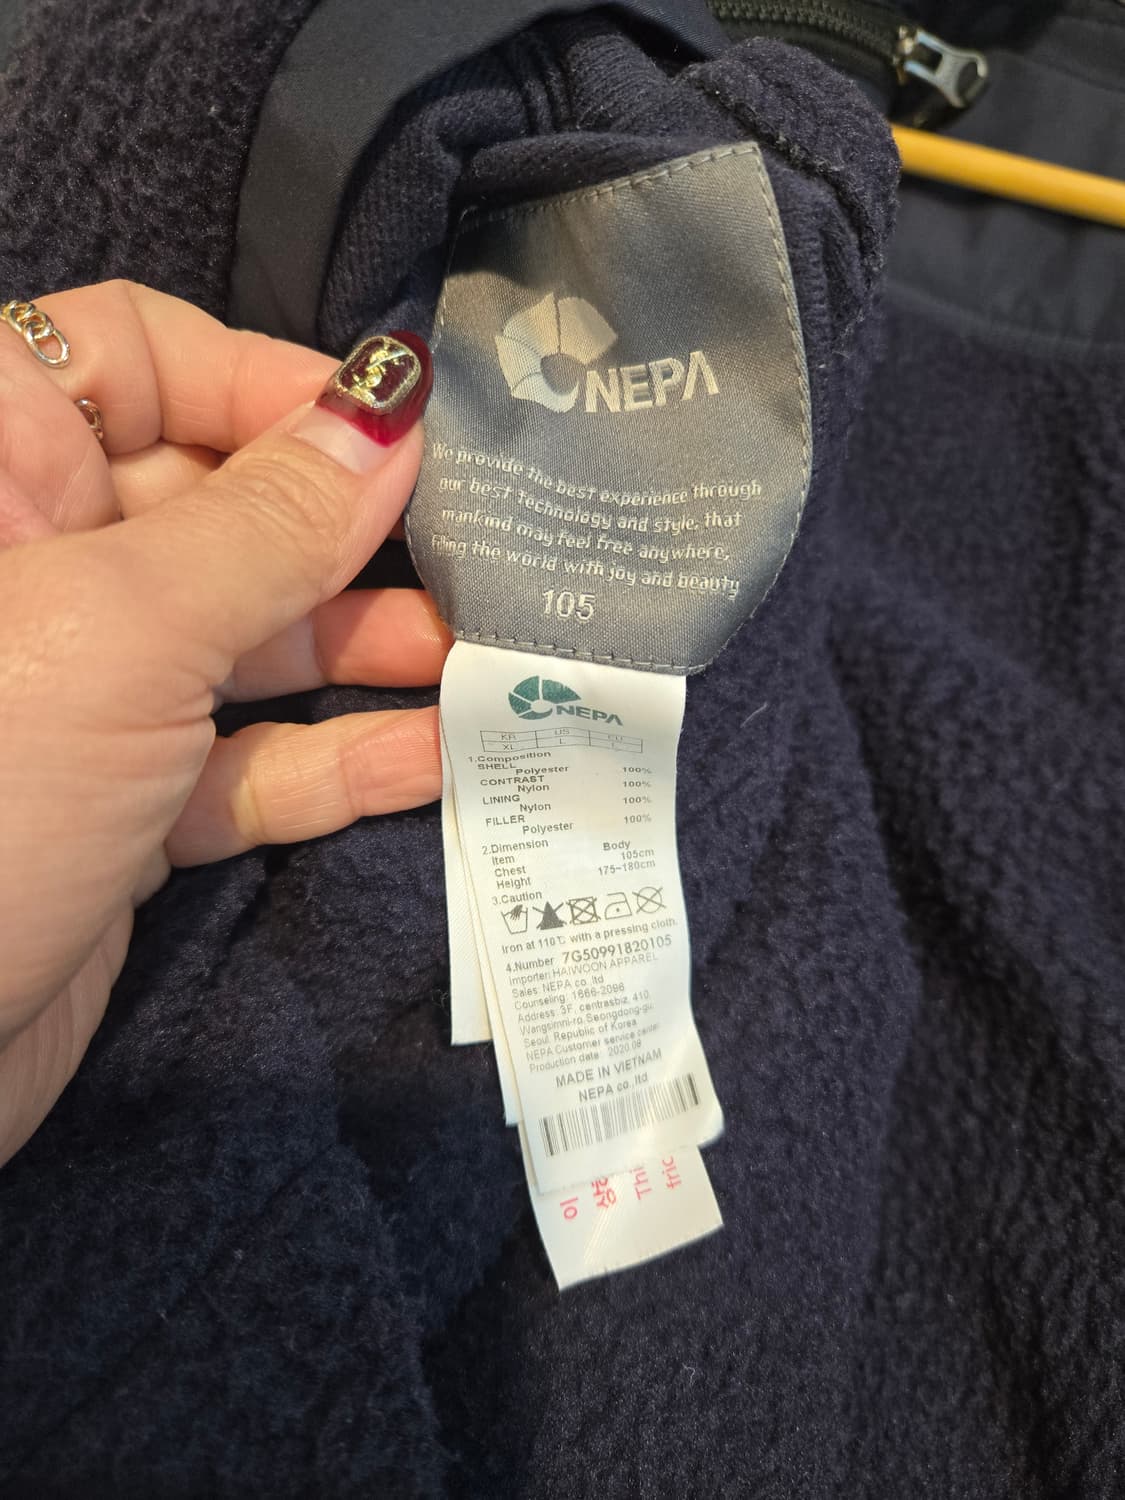 NEPA
We provide the best experience through
our best technology and style, that
mankind may feel free anywhere,
filling the world with joy and beauty
105
NEPA
KR US EU
XL L L
1.Composition
SHELL
Polyester 100%
CONTRAST
Nylon 100%
LINING
Nylon 100%
FILLER
Polyester 100%
2.Dimension
Item Body
Chest 105cm
Height 175~180cm
3.Caution
Iron at 110℃ with a pressing cloth.
4.Number 7G50991820105
Importer: HAIWOON APPAREL
Sales: NEPA co.,ltd
Counseling: 1666-2096
Address: 3F, centrasbiz, 410,
Wangsimni-ro, Seongdong-gu,
Seoul, Republic of Korea
NEPA Customer service center
Production date : 2020.08
MADE IN VIETNAM
NEPA co.,ltd